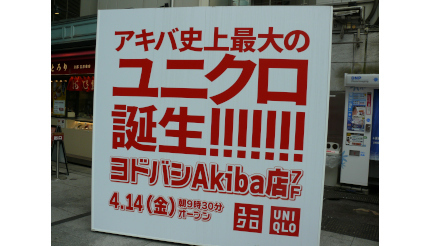 アキバ史上最大の
ユニクロ
誕生!!!!!!!!
ヨドバシAkiba店7F
4.14(金)朝9時30分オープン
ユニクロ
UNIQLO